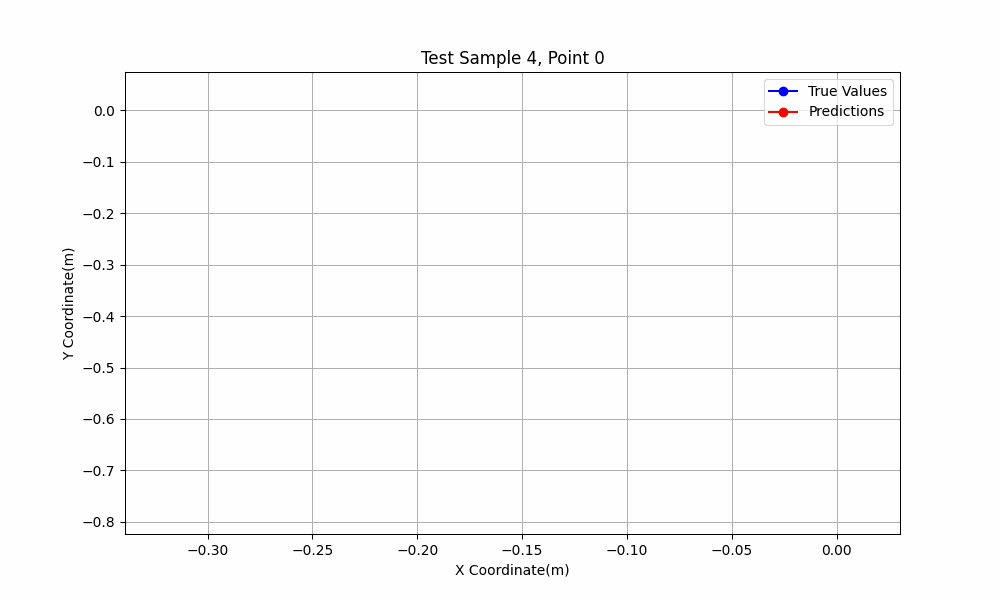 Test Sample 4, Point 0
True Values
Predictions
0.0
−0.1
−0.2
−0.3
−0.4
−0.5
−0.6
−0.7
−0.8
Y Coordinate(m)
−0.30 −0.25 −0.20 −0.15 −0.10 −0.05 0.00
X Coordinate(m)